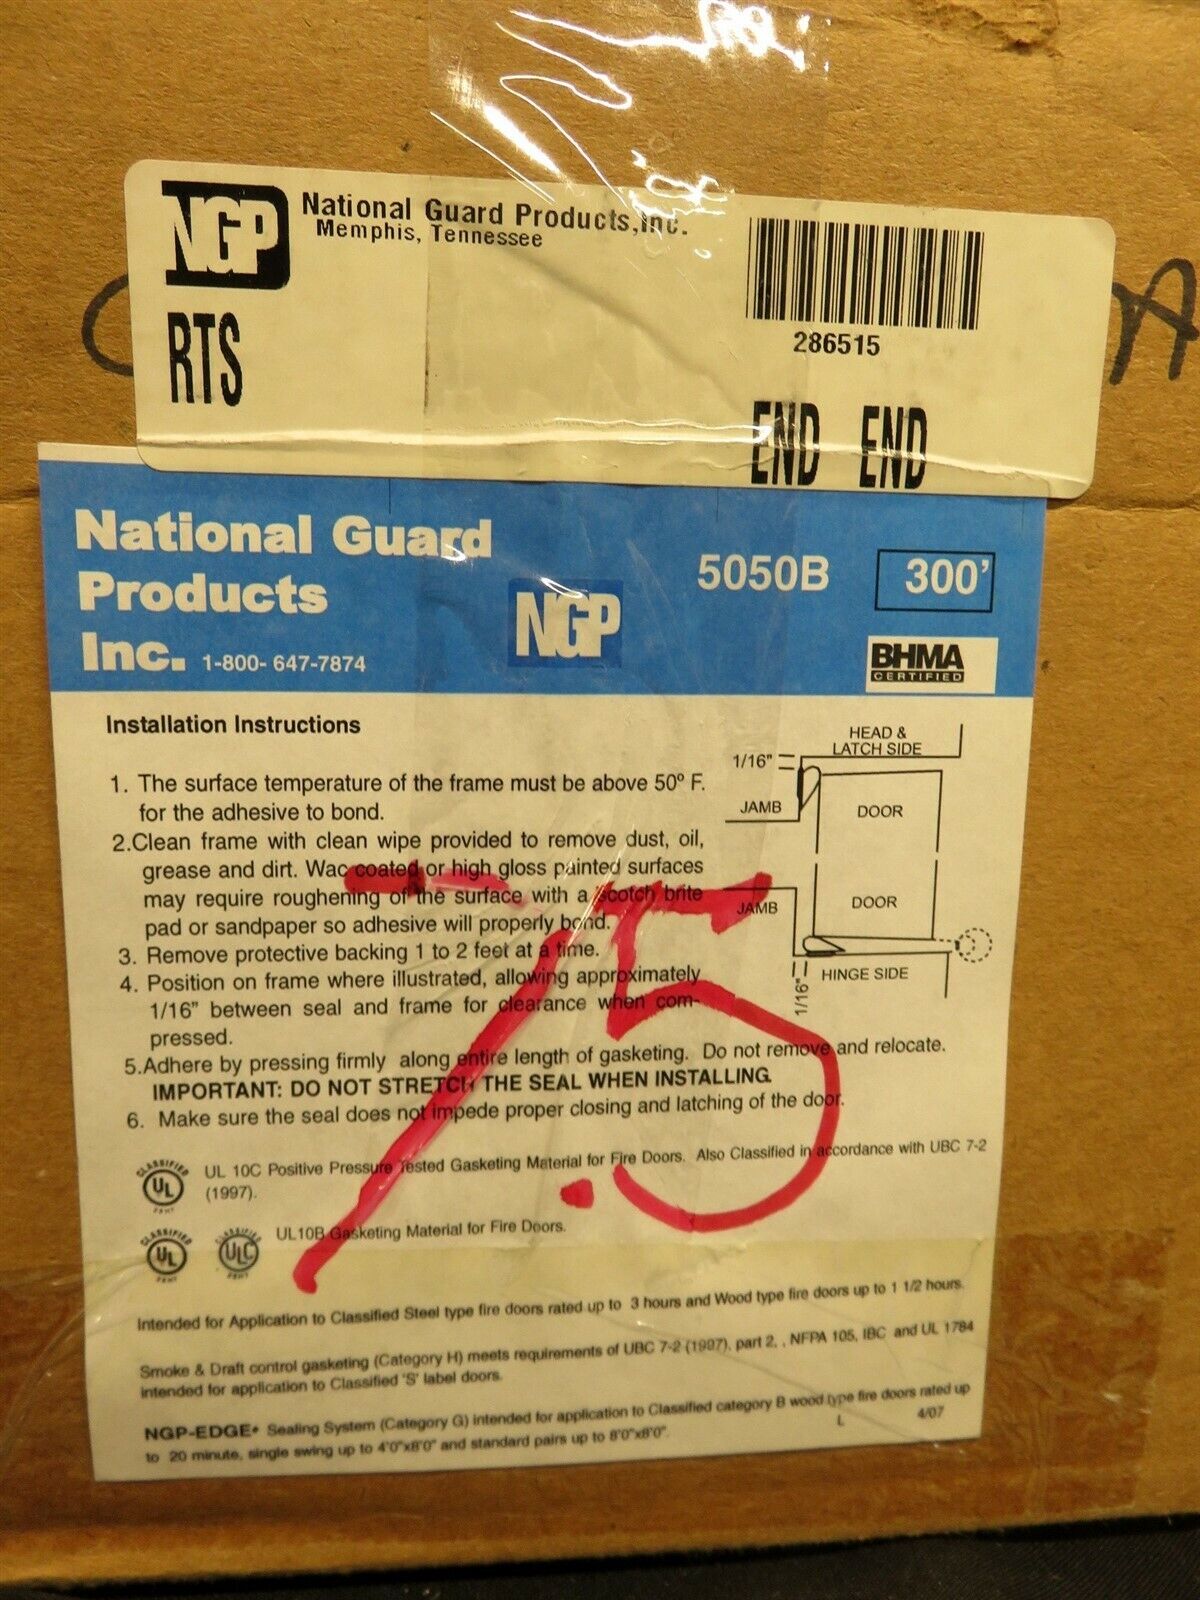 NGP
National Guard Products,Inc.
Memphis, Tennessee
286515
RTS
END END
A
National Guard
Products
Inc. 1-800- 647-7874
NGP
5050B
300'
BHMA
CERTIFIED
Installation Instructions
1. The surface temperature of the frame must be above 50º F.
for the adhesive to bond.
2.Clean frame with clean wipe provided to remove dust, oil,
grease and dirt. Wac coated or high gloss painted surfaces
may require roughening of the surface with a scotch brite
pad or sandpaper so adhesive will properly bond.
3. Remove protective backing 1 to 2 feet at a time.
4. Position on frame where illustrated, allowing approximately
1/16" between seal and frame for clearance when com-
pressed.
5.Adhere by pressing firmly along entire length of gasketing. Do not remove and relocate.
IMPORTANT: DO NOT STRETCH THE SEAL WHEN INSTALLING.
6. Make sure the seal does not impede proper closing and latching of the door.
HEAD &
LATCH SIDE
1/16"
JAMB
DOOR
JAMB
DOOR
HINGE SIDE
1/16"
7.5
CLASSIFIED
UL
UL 10C Positive Pressure Tested Gasketing Material for Fire Doors. Also Classified in accordance with UBC 7-2
(1997).
CLASSIFIED
UL
CLASSIFIED
ULC
UL10B Gasketing Material for Fire Doors.
Intended for Application to Classified Steel type fire doors rated up to 3 hours and Wood type fire doors up to 1 1/2 hours.
Smoke & Draft control gasketing (Category H) meets requirements of UBC 7-2 (1997), part 2, , NFPA 105, IBC and UL 1784
intended for application to Classified 'S' label doors.
NGP-EDGE* Sealing System (Category G) intended for application to Classified category B wood type fire doors rated up
to 20 minute, single swing up to 4'0"x8'0" and standard pairs up to 8'0"x8'0".
L 4/07